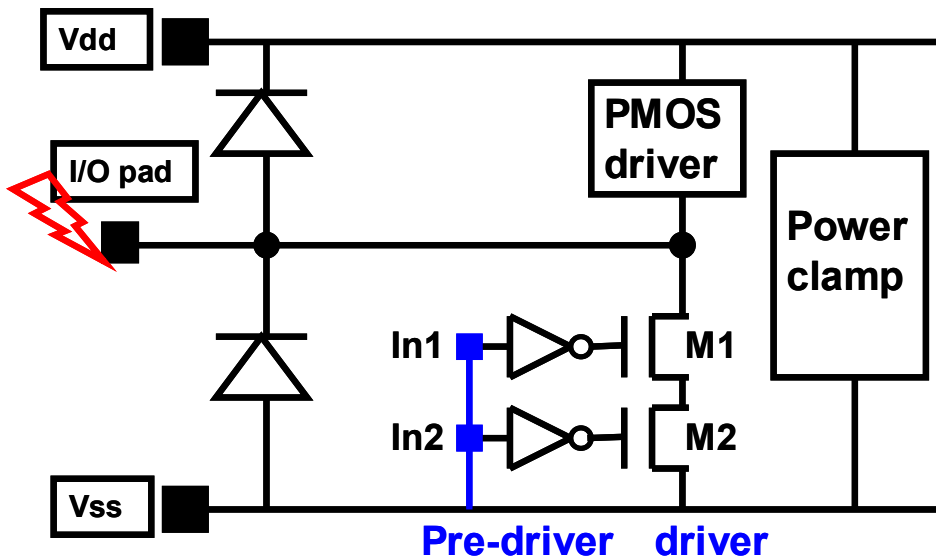 Vdd
PMOS
driver
I/O pad
Power
clamp
In1
M1
In2
M2
Vss
Pre-driver driver